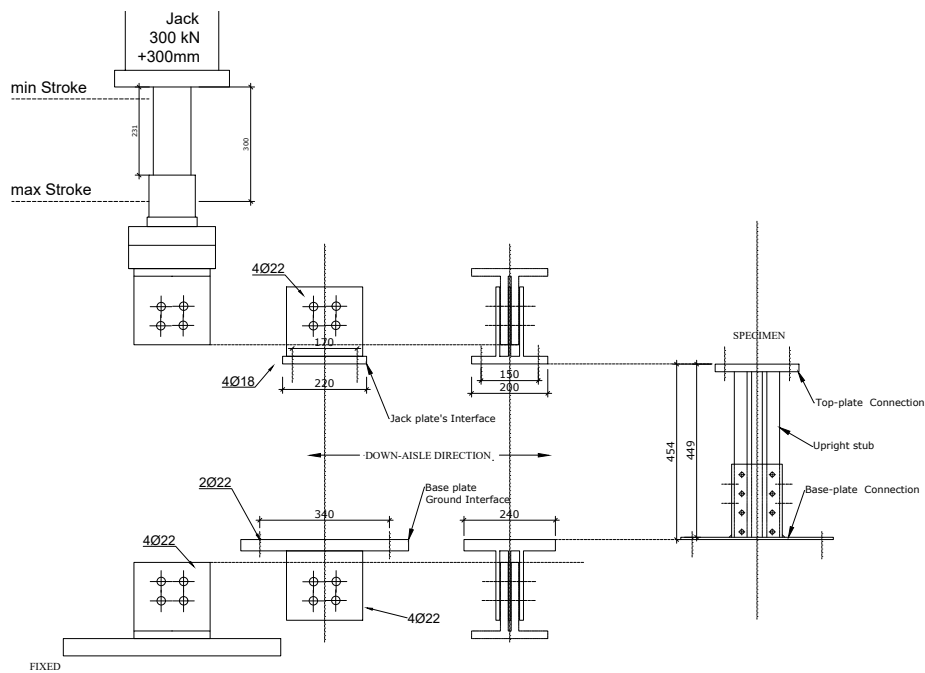 Jack
300 kN
+300mm
min Stroke
231
300
max Stroke
4Ø22
170
4Ø18
220
150
200
Jack plate's Interface
SPECIMEN
Top-plate Connection
454
449
Upright stub
DOWN-AISLE DIRECTION
Base-plate Connection
2Ø22
340
Base plate
Ground Interface
240
4Ø22
4Ø22
FIXED